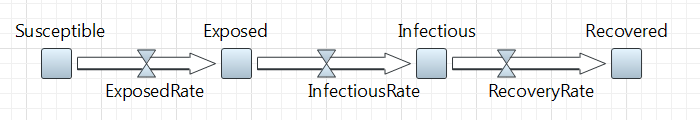 Susceptible
Exposed
Infectious
Recovered
ExposedRate
InfectiousRate
RecoveryRate